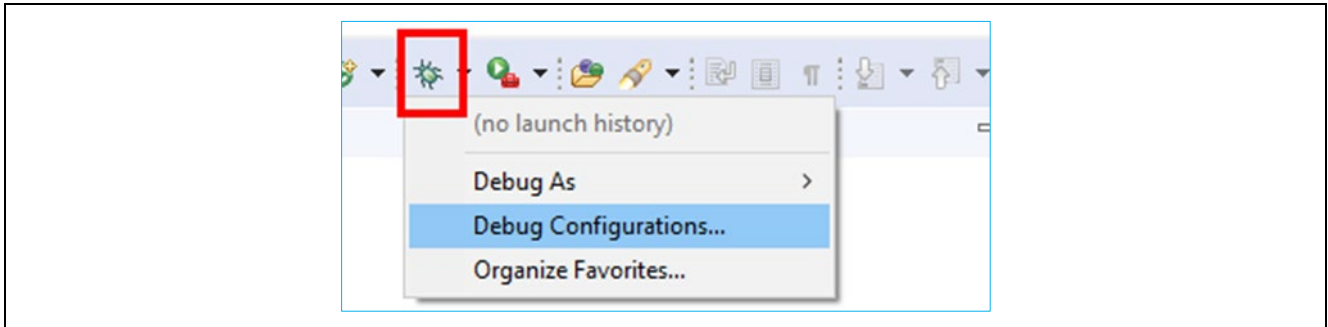 (no launch history)
Debug As
Debug Configurations...
Organize Favorites...